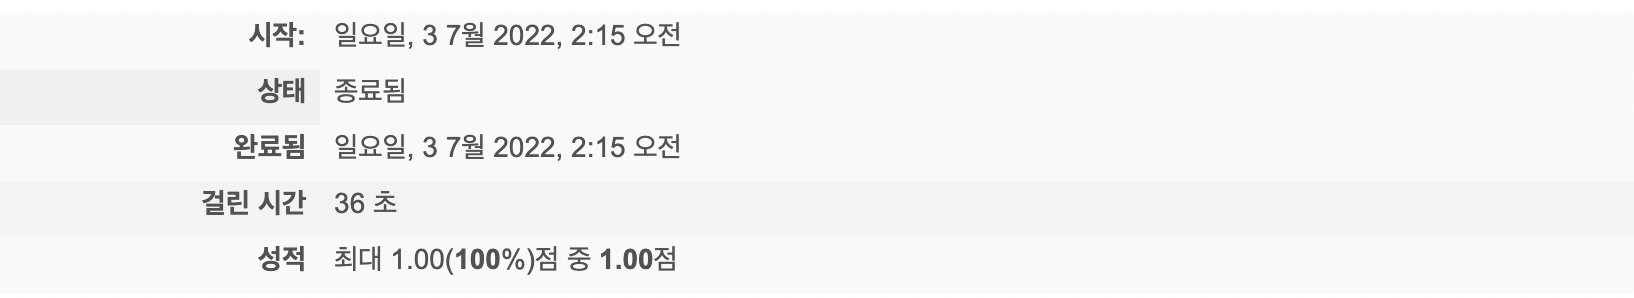 시작: 일요일, 3 7월 2022, 2:15 오전
상태 종료됨
완료됨 일요일, 3 7월 2022, 2:15 오전
걸린 시간 36 초
성적 최대 1.00(100%)점 중 1.00점